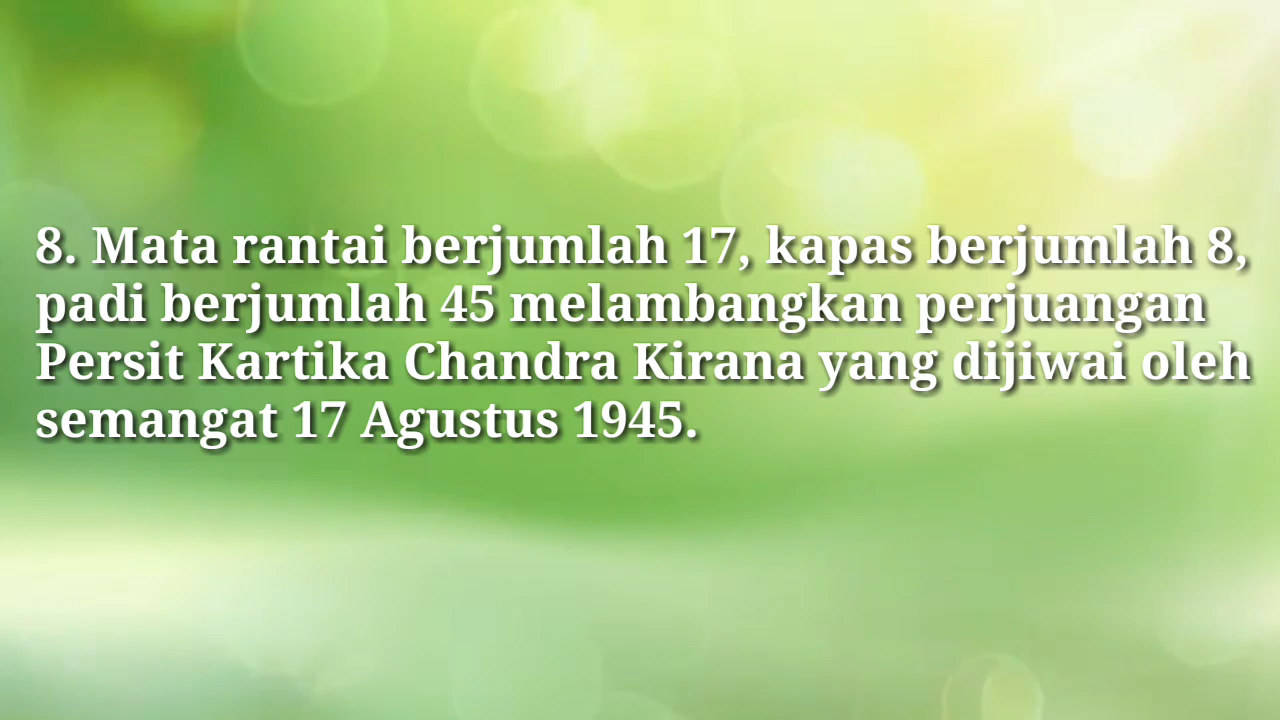 8. Mata rantai berjumlah 17, kapas berjumlah 8,
padi berjumlah 45 melambangkan perjuangan
Persit Kartika Chandra Kirana yang dijiwai oleh
semangat 17 Agustus 1945.